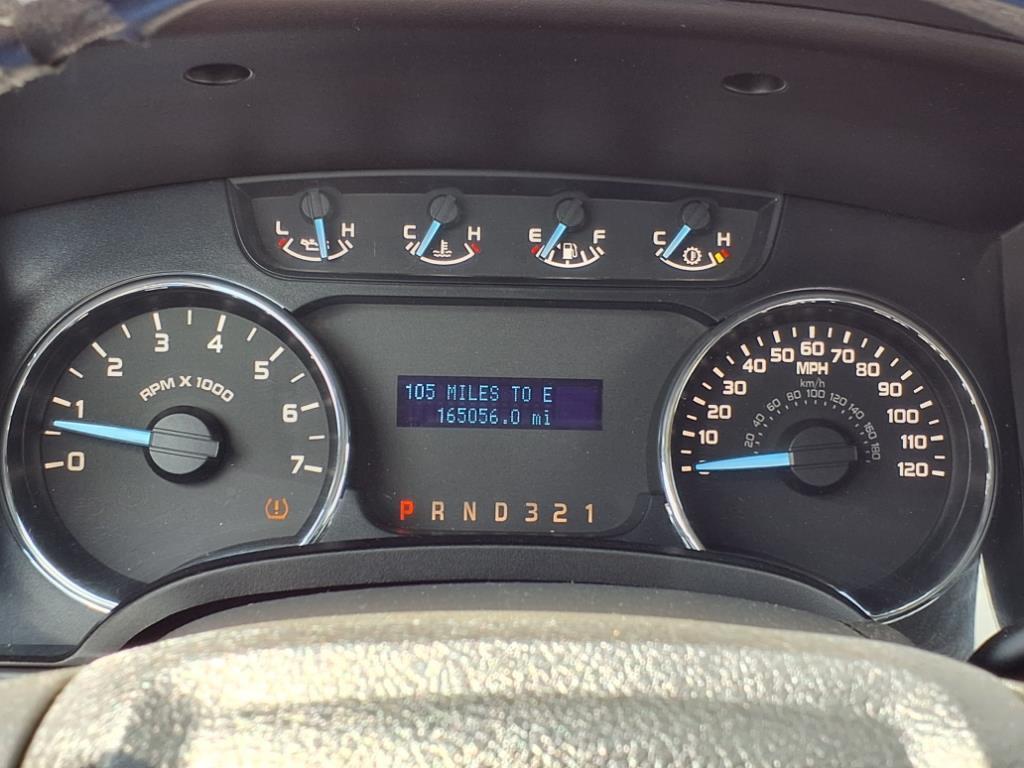 L H C H E F C H
0 1 2 3 4 5 6 7
RPM X 1000
105 MILES TO E
165056.0 mi
P R N D 3 2 1
10 20 30 40 50 60 70 80 90 100 110 120
MPH
km/h
20 40 60 80 100 120 140 160 180